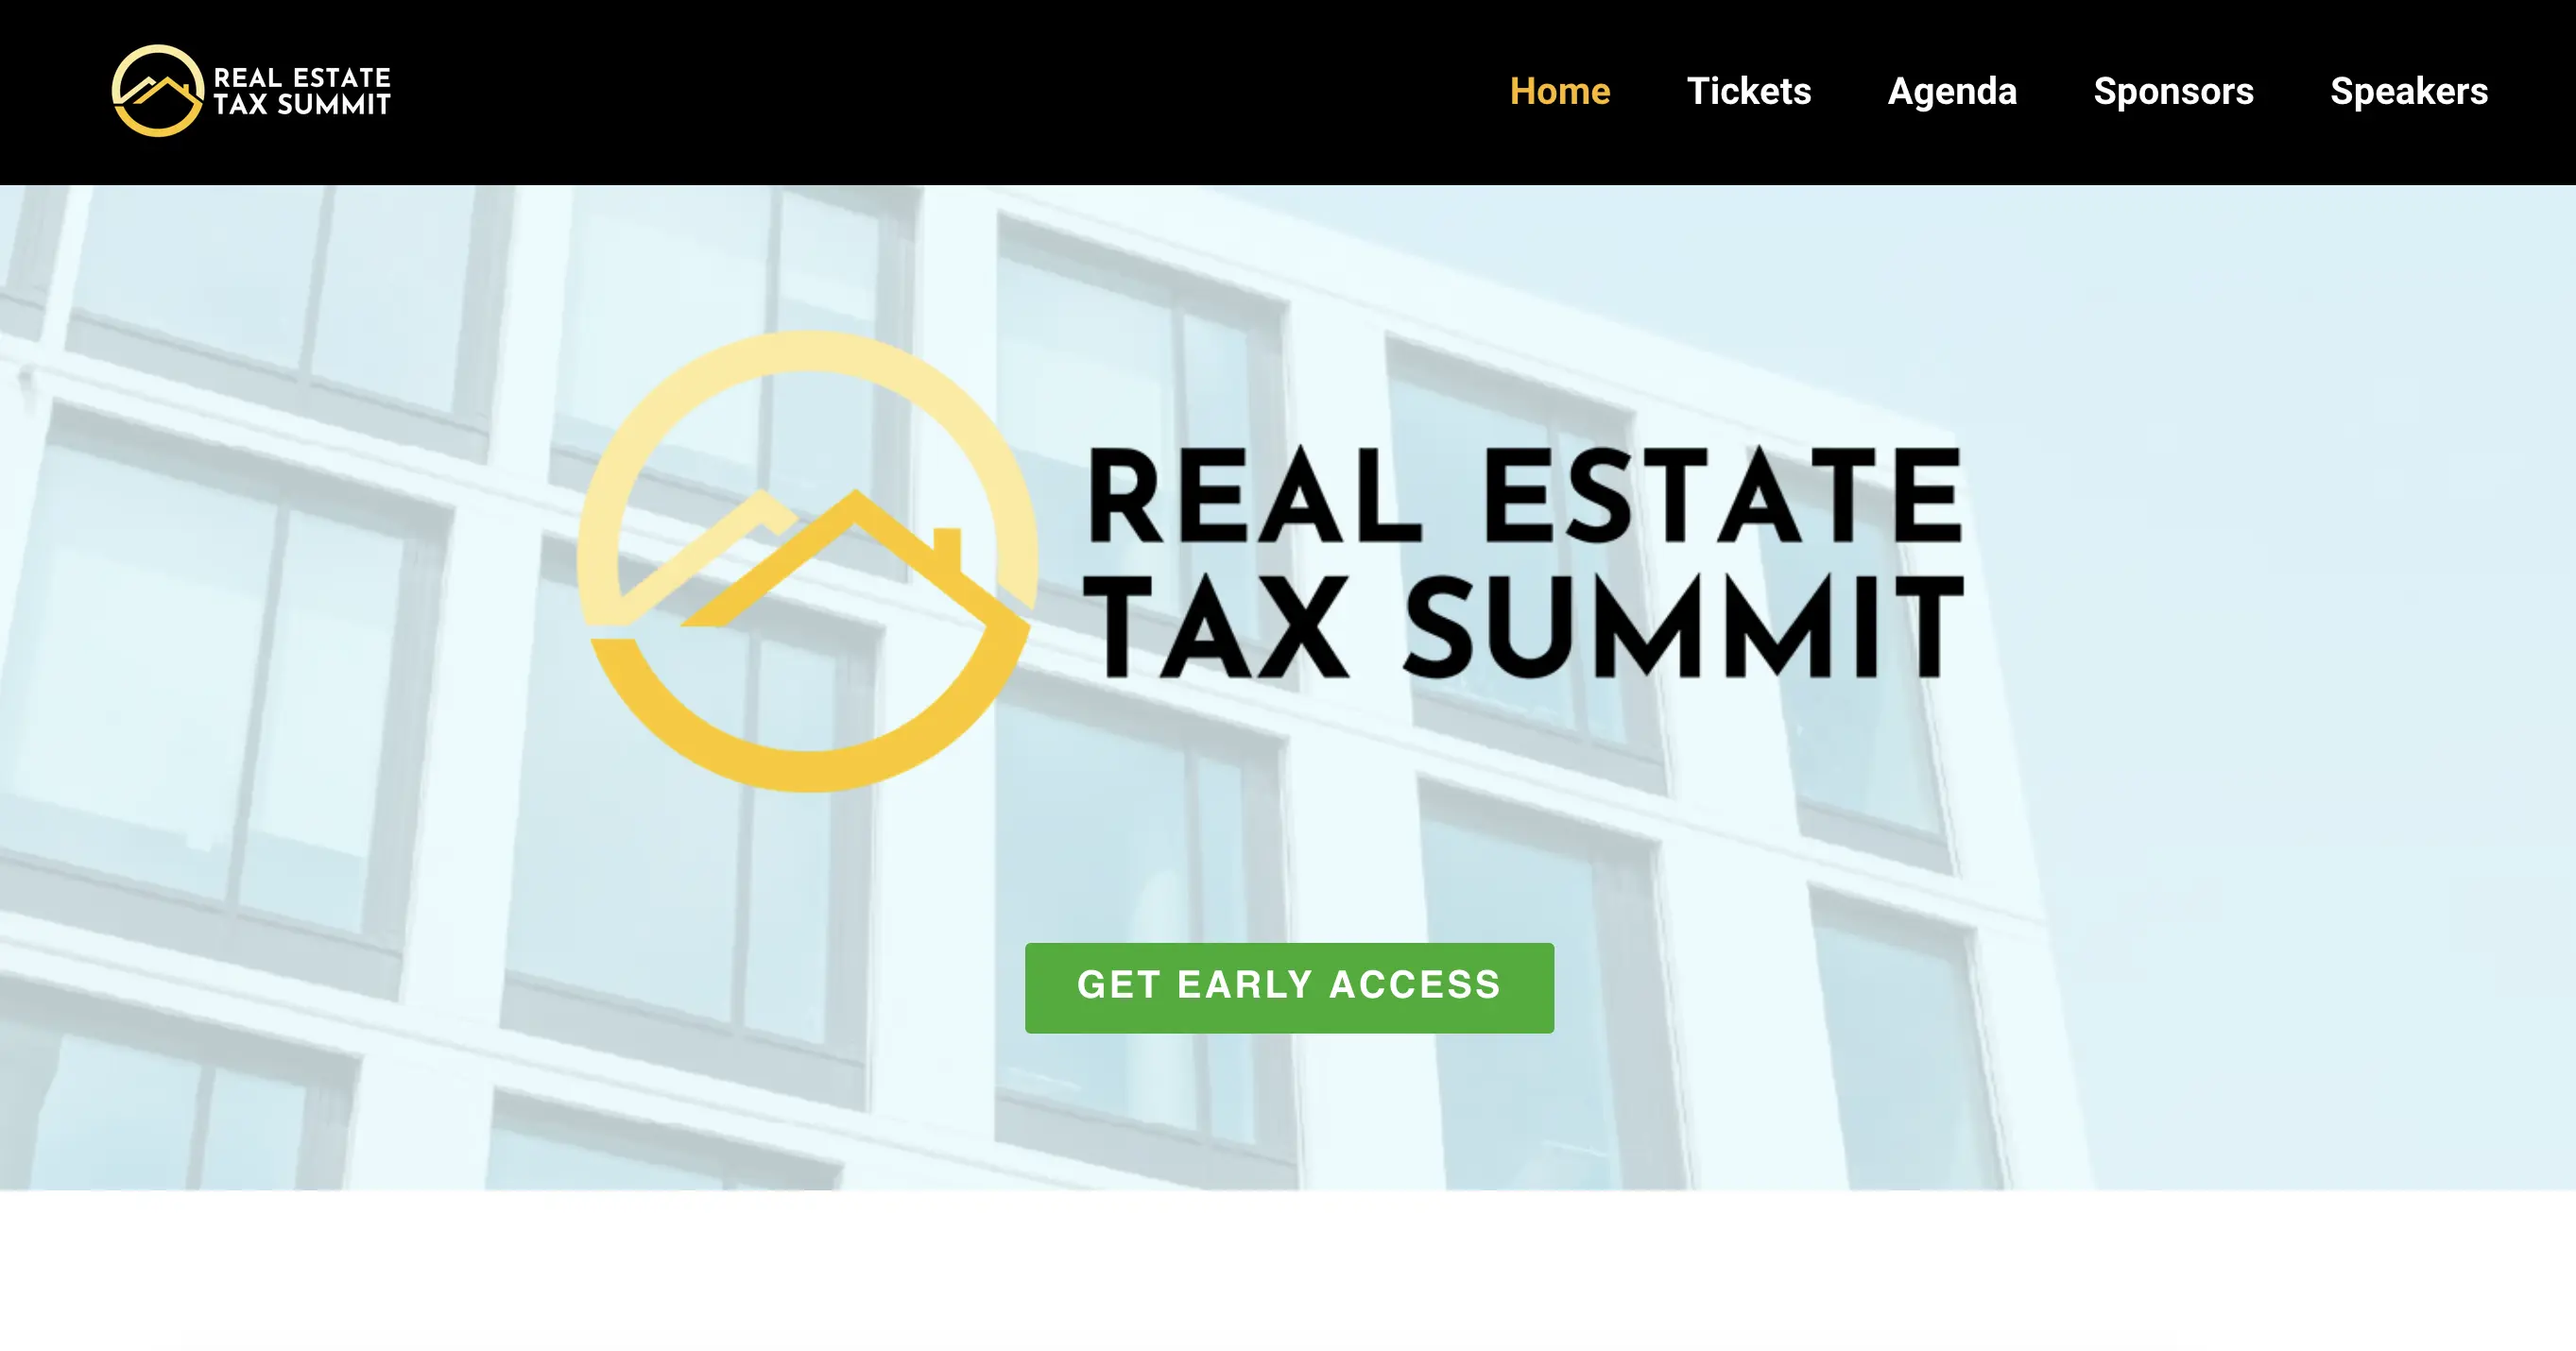 REAL ESTATE
TAX SUMMIT
Home Tickets Agenda Sponsors Speakers
REAL ESTATE
TAX SUMMIT
GET EARLY ACCESS